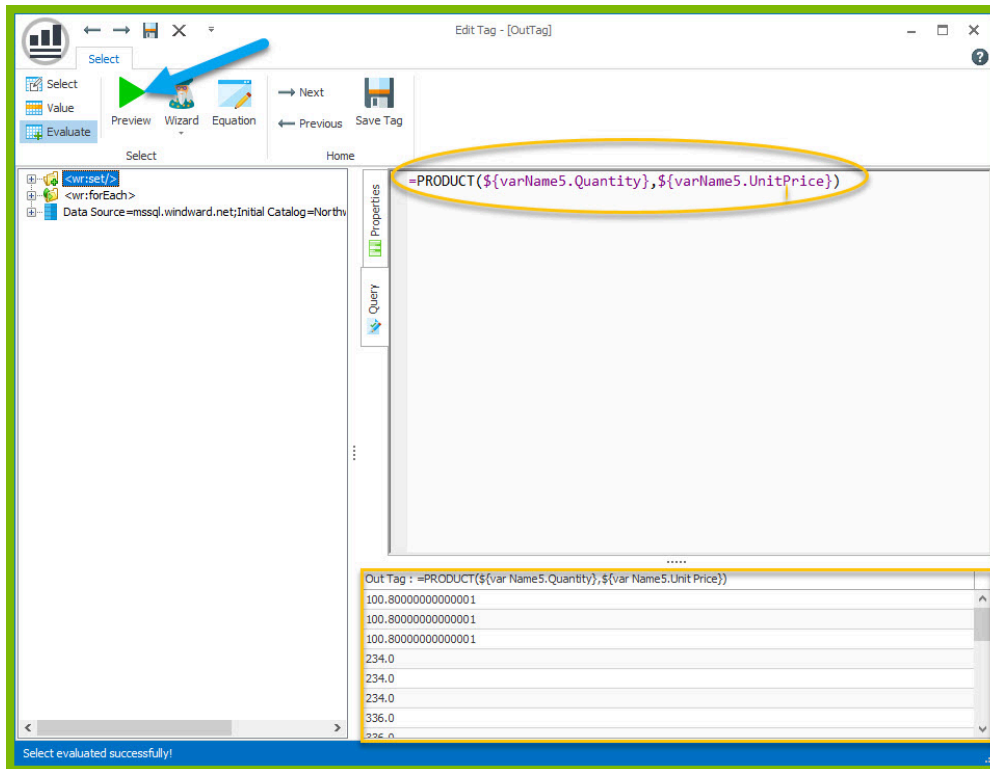 Edit Tag - [OutTag]
Select
Select
Value
Evaluate
Preview
Wizard
Equation
Next
Previous
Save Tag
Select
Home
<wr:set/>
<wr:forEach>
Data Source=mssql.windward.net;Initial Catalog=Northw
Properties
Query
=PRODUCT(${varName5.Quantity},${varName5.UnitPrice})
Out Tag : =PRODUCT(${var Name5.Quantity},${var Name5.Unit Price})
100.80000000000001
100.80000000000001
100.80000000000001
234.0
234.0
234.0
336.0
336.0
Select evaluated successfully!